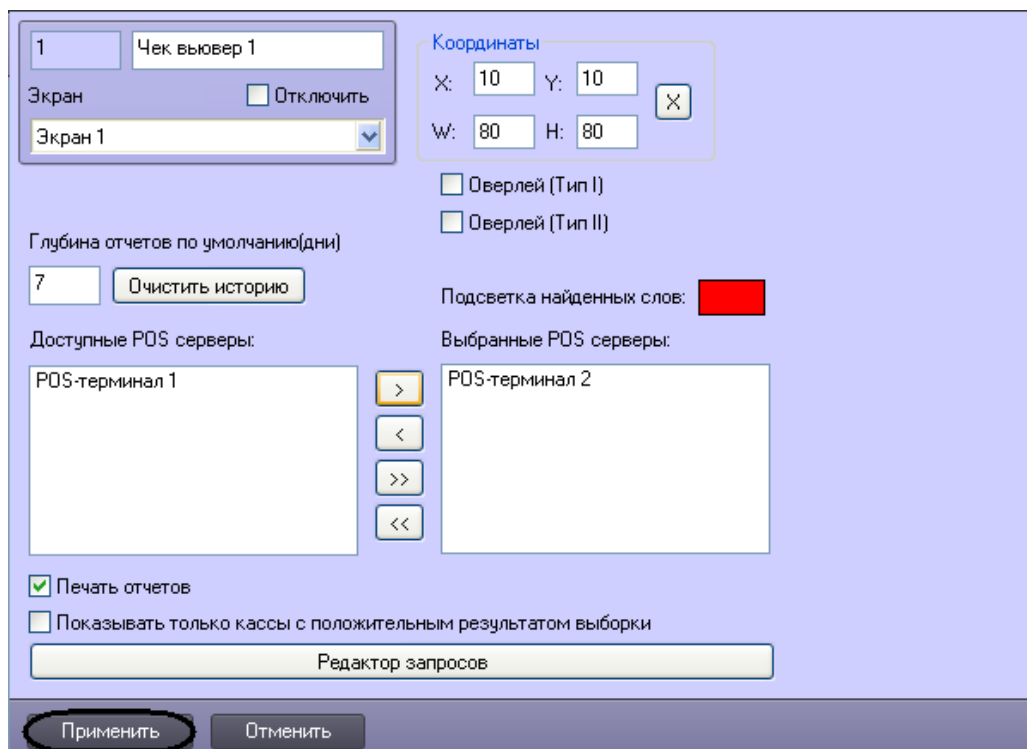 1
Чек вьювер 1
Экран
Отключить
Экран 1
Координаты
X: 10 Y: 10
X
W: 80 H: 80
Оверлей (Тип I)
Оверлей (Тип II)
Глубина отчетов по умолчанию(дни)
7
Очистить историю
Подсветка найденных слов:
Доступные POS серверы:
Выбранные POS серверы:
POS-терминал 1
POS-терминал 2
>
<
>>
<<
Печать отчетов
Показывать только кассы с положительным результатом выборки
Редактор запросов
Применить
Отменить